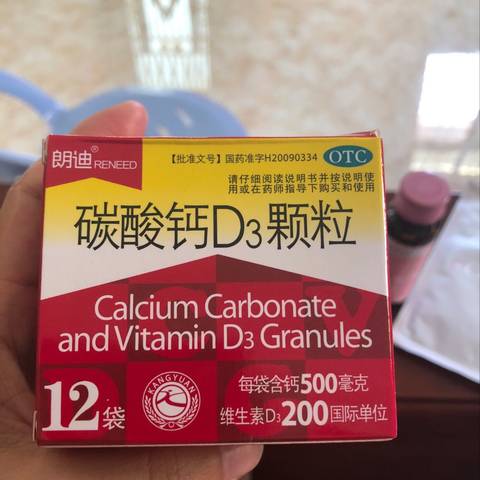 朗迪® RENEED
【批准文号】国药准字H20090334 OTC
请仔细阅读说明书并按说明使
用或在药师指导下购买和使用
碳酸钙D3颗粒
Calcium Carbonate
and Vitamin D3 Granules
12袋
KANGYUAN
每袋含钙500毫克
维生素D3200国际单位